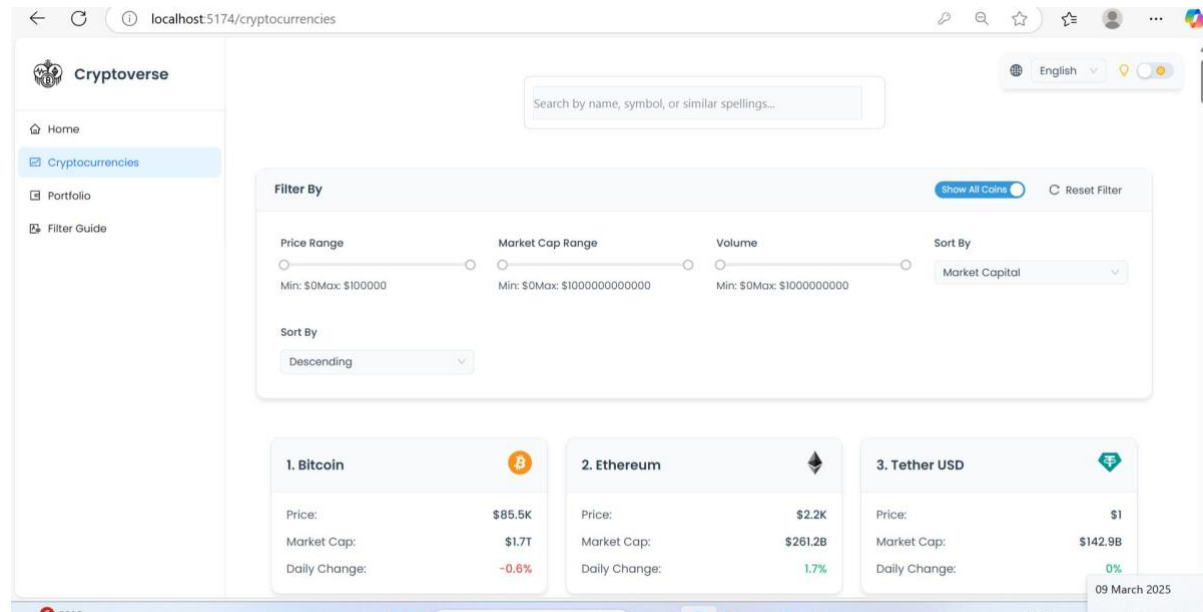 localhost:5174/cryptocurrencies
Cryptoverse
English
Search by name, symbol, or similar spellings...
Home
Cryptocurrencies
Portfolio
Filter Guide
Filter By
Show All Coins
Reset Filter
Price Range
Market Cap Range
Volume
Sort By
Min: $0Max: $100000
Min: $0Max: $1000000000000
Min: $0Max: $1000000000
Market Capital
Sort By
Descending
1. Bitcoin
Price: $85.5K
Market Cap: $1.7T
Daily Change: -0.6%
2. Ethereum
Price: $2.2K
Market Cap: $261.2B
Daily Change: 1.7%
3. Tether USD
Price: $1
Market Cap: $142.9B
Daily Change: 0%
09 March 2025